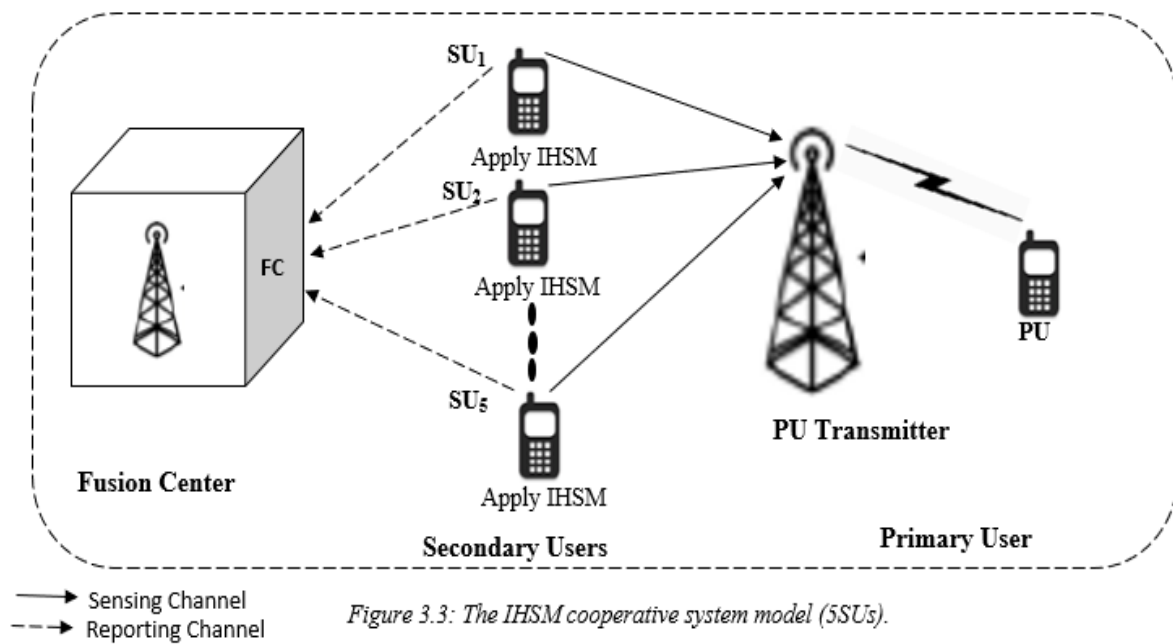 SU1
Apply IHSM
SU2
Apply IHSM
FC
SU5
Apply IHSM
PU
PU Transmitter
Fusion Center
Secondary Users
Primary User
Sensing Channel
Reporting Channel
Figure 3.3: The IHSM cooperative system model (5SUs).